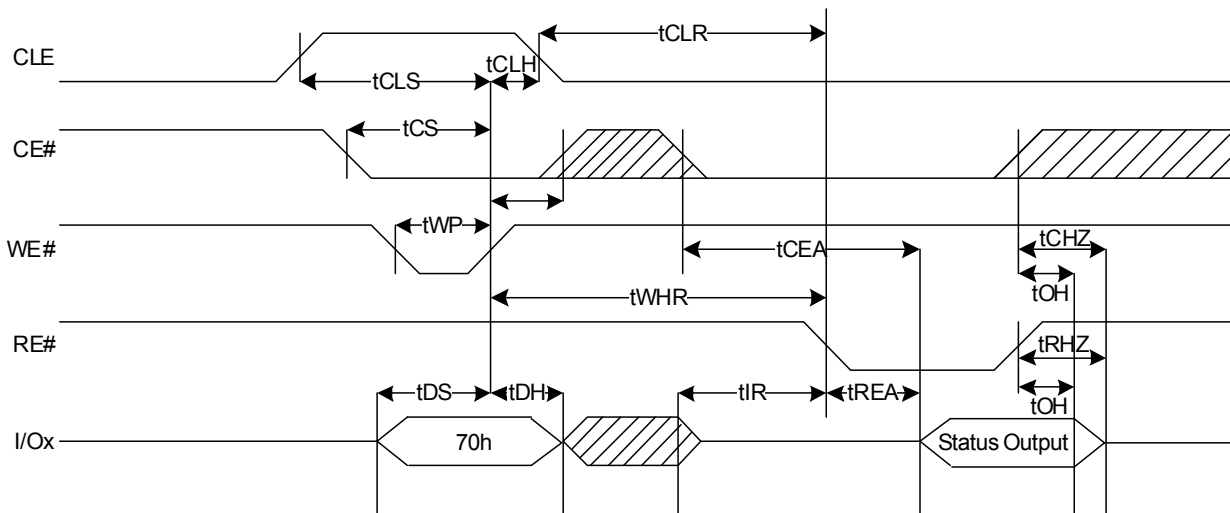 CLE
tCLR
tCLH
tCLS
CE#
tCS
WE#
tWP
tCEA
tCHZ
tOH
tWHR
RE#
tRHZ
tDS
tDH
tIR
tREA
tOH
I/Ox
70h
Status Output